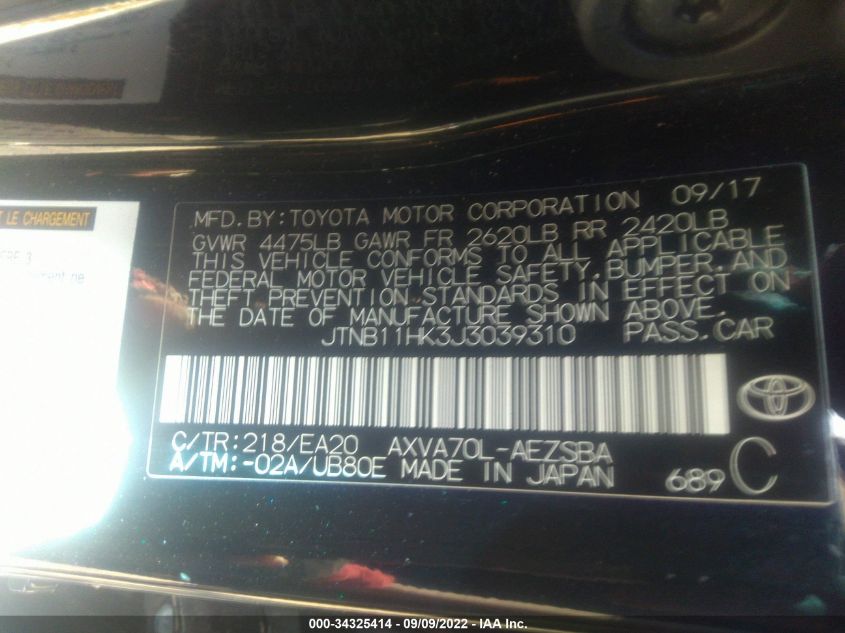 T LE CHARGEMENT
MFD.BY:TOYOTA MOTOR CORPORATION 09/17
GVWR 4475LB GAWR FR 2620LB RR 2420LB
THIS VEHICLE CONFORMS TO ALL APPLICABLE
FEDERAL MOTOR VEHICLE SAFETY,BUMPER,AND
THEFT PREVENTION STANDARDS IN EFFECT ON
THE DATE OF MANUFACTURE SHOWN ABOVE.
JTNB11HK3J3039310 PASS.CAR
C/TR:218/EA20 AXVA70L-AEZSBA
A/TM:-02A/UB80E MADE IN JAPAN 689 C
000-34325414 - 09/09/2022 - IAA Inc.